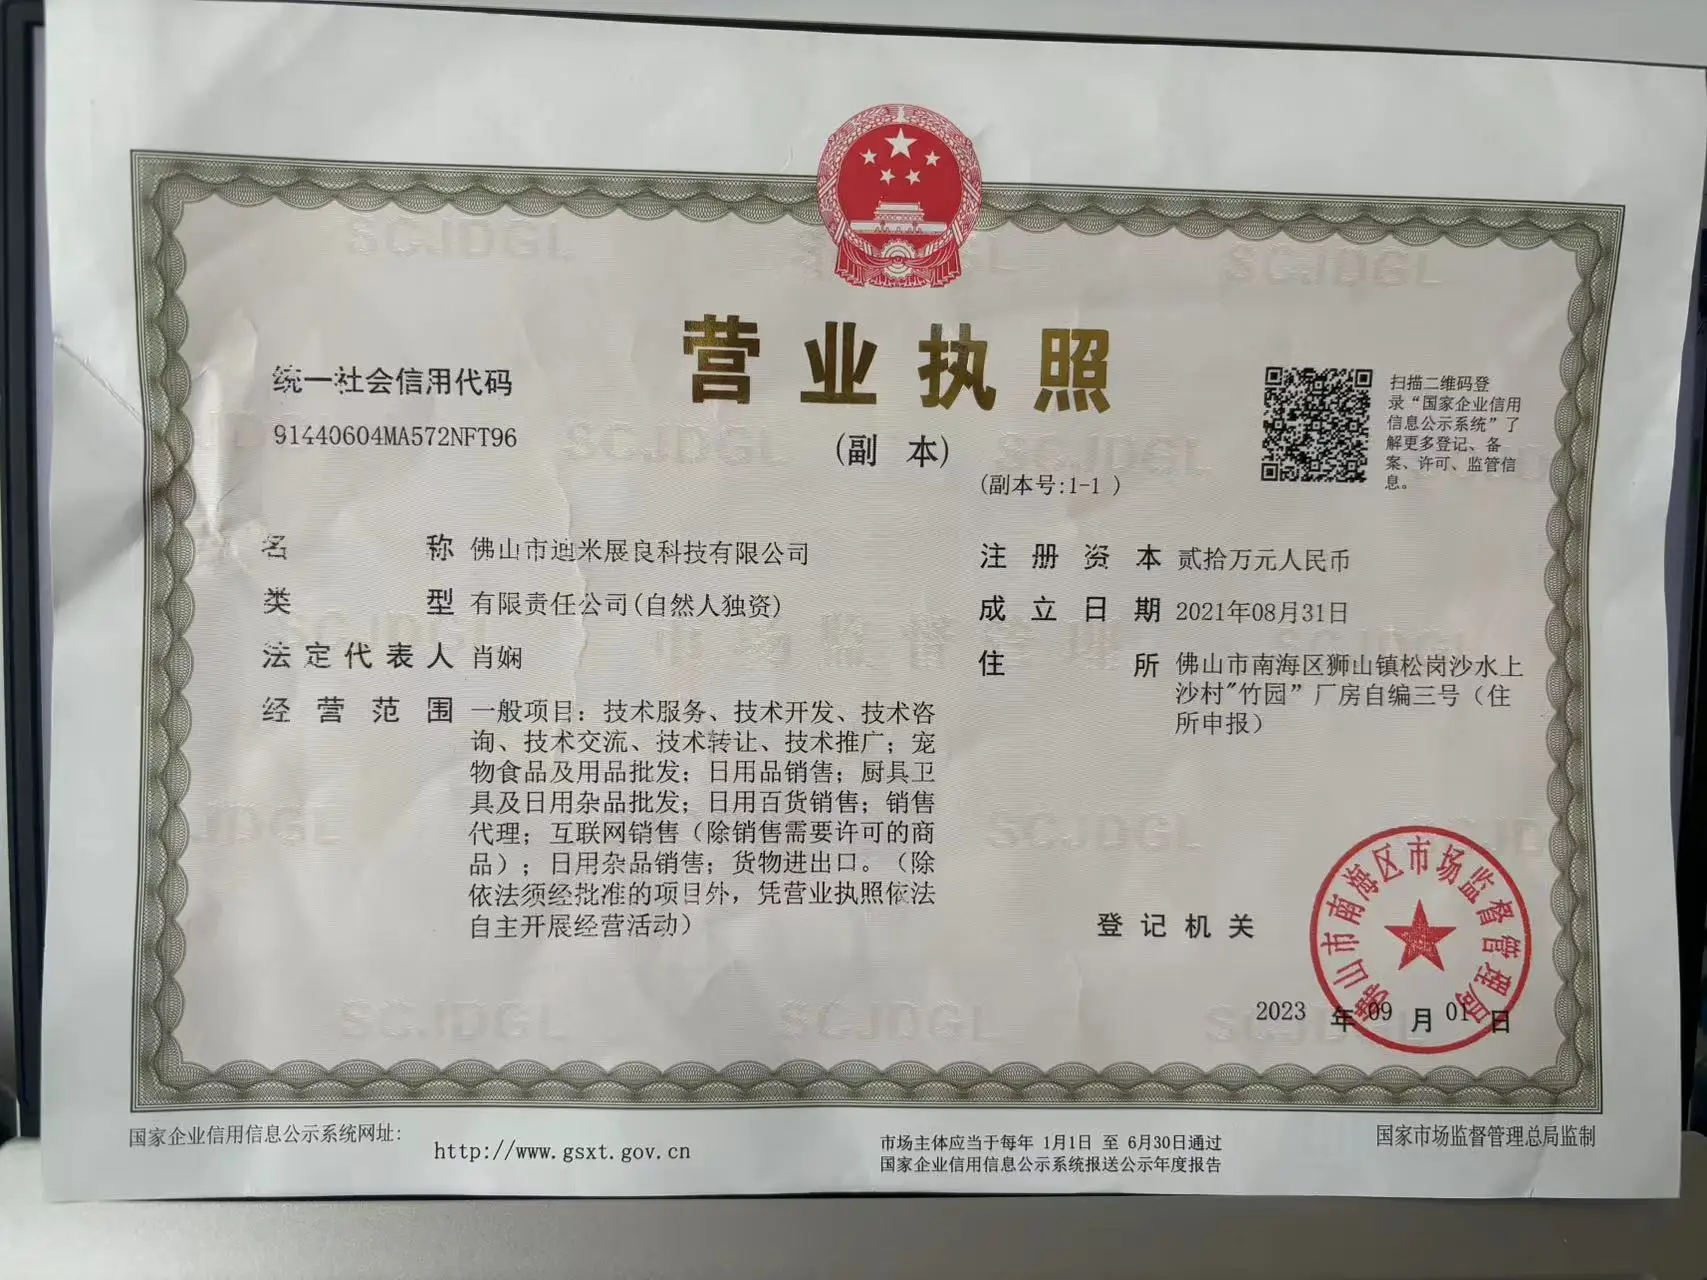 营业执照
(副 本)
(副本号:1-1 )
统一社会信用代码
91440604MA572NFT96
扫描二维码登
录“国家企业信用
信息公示系统”了
解更多登记、备
案、许可、监管信
息。
名 称 佛山市迪米展良科技有限公司
类 型 有限责任公司(自然人独资)
法定代表人 肖娴
经营范围 一般项目：技术服务、技术开发、技术咨
询、技术交流、技术转让、技术推广；宠
物食品及用品批发；日用品销售；厨具卫
具及日用杂品批发；日用百货销售；销售
代理；互联网销售（除销售需要许可的商
品）；日用杂品销售；货物进出口。（除
依法须经批准的项目外，凭营业执照依法
自主开展经营活动）
注册资本 贰拾万元人民币
成立日期 2021年08月31日
住 所 佛山市南海区狮山镇松岗沙水上
沙村"竹园”厂房自编三号（住
所申报）
登记机关
佛山市南海区市场监督管理局
2023 年 09 月 01 日
国家企业信用信息公示系统网址:
http://www.gsxt.gov.cn
市场主体应当于每年 1月1日 至 6月30日通过
国家企业信用信息公示系统报送公示年度报告
国家市场监督管理总局监制
SCJDGL
市场监督管理